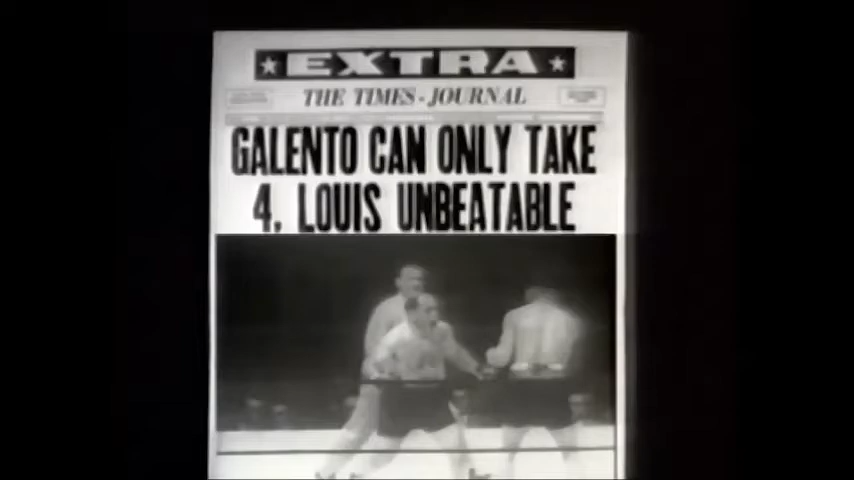 EXTRA
THE TIMES-JOURNAL
GALENTO CAN ONLY TAKE
4, LOUIS UNBEATABLE